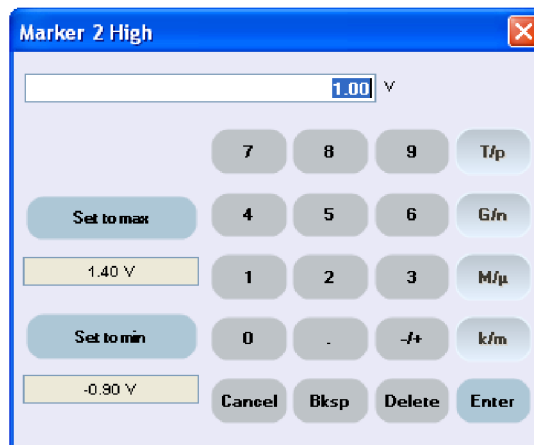 Marker 2 High
1.00 V
7 8 9 T/p
Set to max 4 5 6 G/n
1.40 V 1 2 3 M/µ
Set to min 0 . -/+ k/m
-0.90 V Cancel Bksp Delete Enter